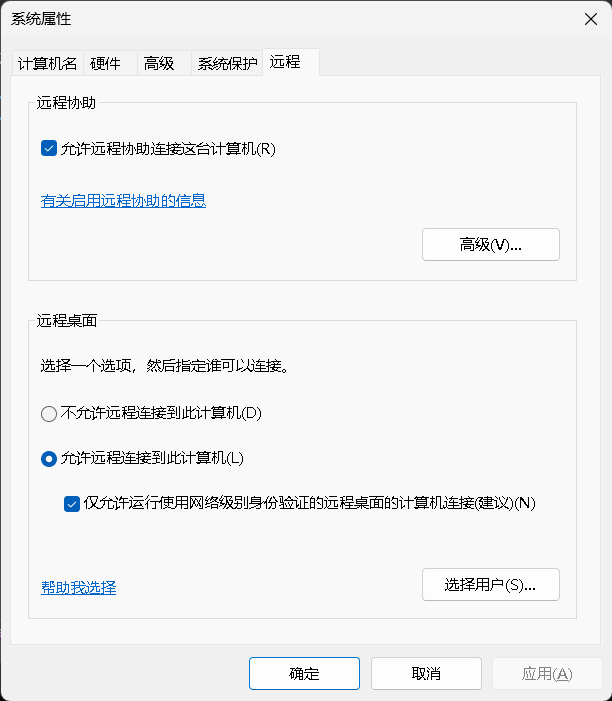 系统属性
计算机名 硬件 高级 系统保护 远程
远程协助
允许远程协助连接这台计算机(R)
有关启用远程协助的信息
高级(V)...
远程桌面
选择一个选项，然后指定谁可以连接。
不允许远程连接到此计算机(D)
允许远程连接到此计算机(L)
仅允许运行使用网络级别身份验证的远程桌面的计算机连接(建议)(N)
帮助我选择 选择用户(S)...
确定 取消 应用(A)